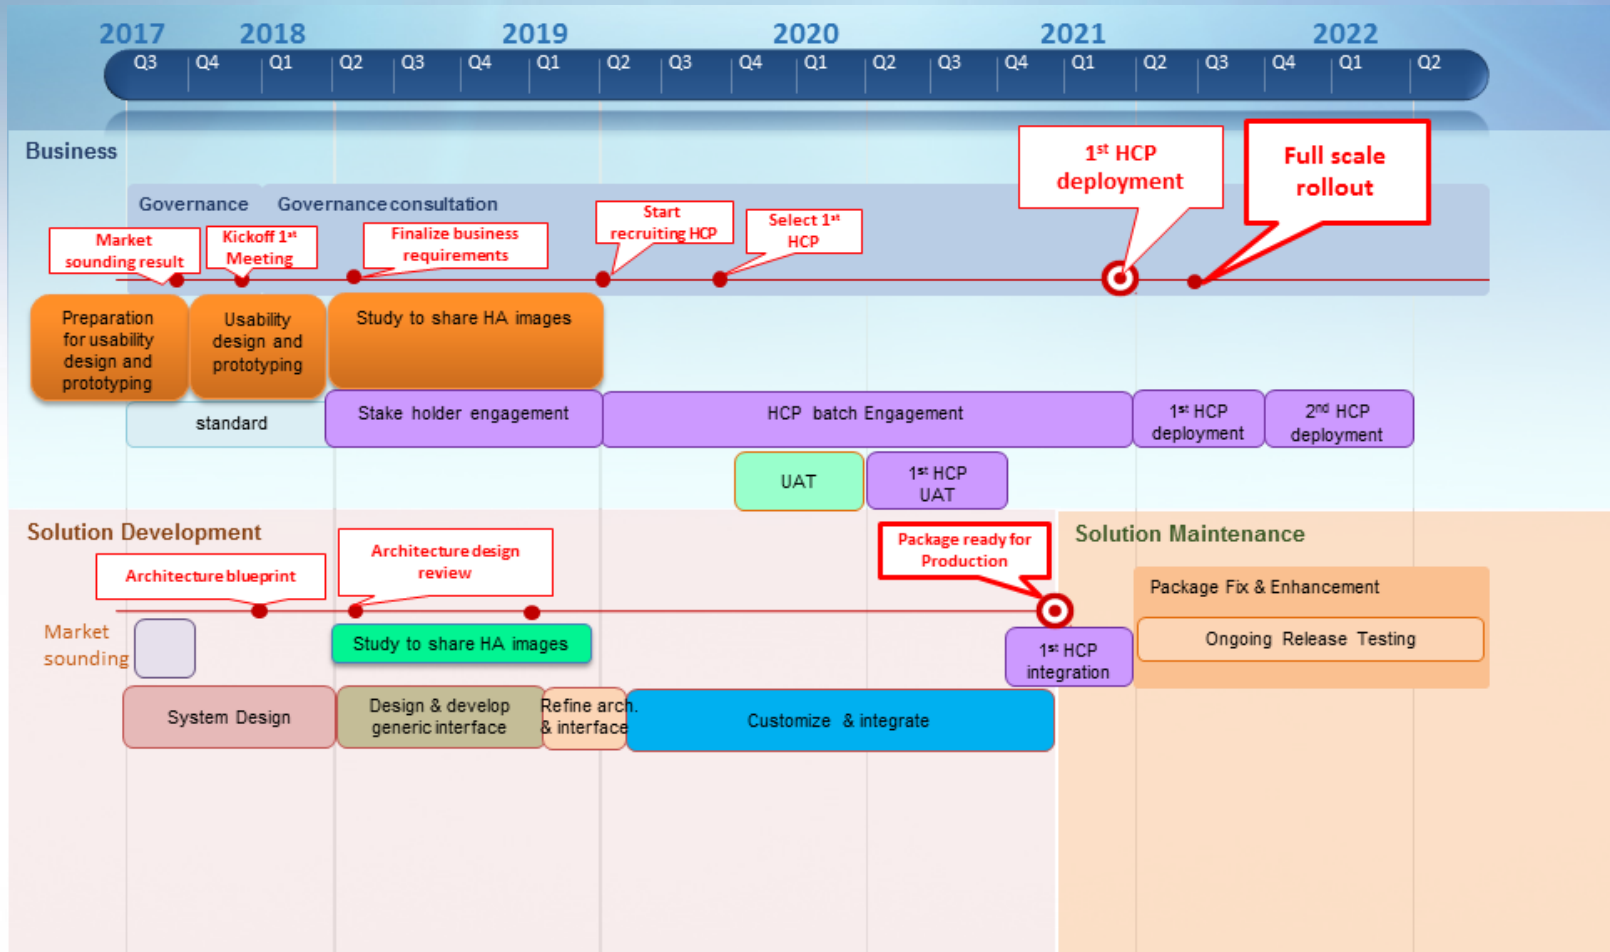 2017 2018 2019 2020 2021 2022
Q3 Q4 Q1 Q2 Q3 Q4 Q1 Q2 Q3 Q4 Q1 Q2 Q3 Q4 Q1 Q2 Q3 Q4 Q1 Q2
Business
1st HCP
deployment
Full scale
rollout
Governance
Governance consultation
Market
sounding result
Kickoff 1st
Meeting
Finalize business
requirements
Start
recruiting HCP
Select 1st
HCP
Preparation
for usability
design and
prototyping
Usability
design and
prototyping
Study to share HA images
standard
Stake holder engagement
HCP batch Engagement
1st HCP
deployment
2nd HCP
deployment
UAT
1st HCP
UAT
Solution Development
Architecture blueprint
Architecture design
review
Package ready for
Production
Solution Maintenance
Package Fix & Enhancement
Ongoing Release Testing
Market
sounding
Study to share HA images
1st HCP
integration
System Design
Design & develop
generic interface
Refine arch.
& interface
Customize & integrate